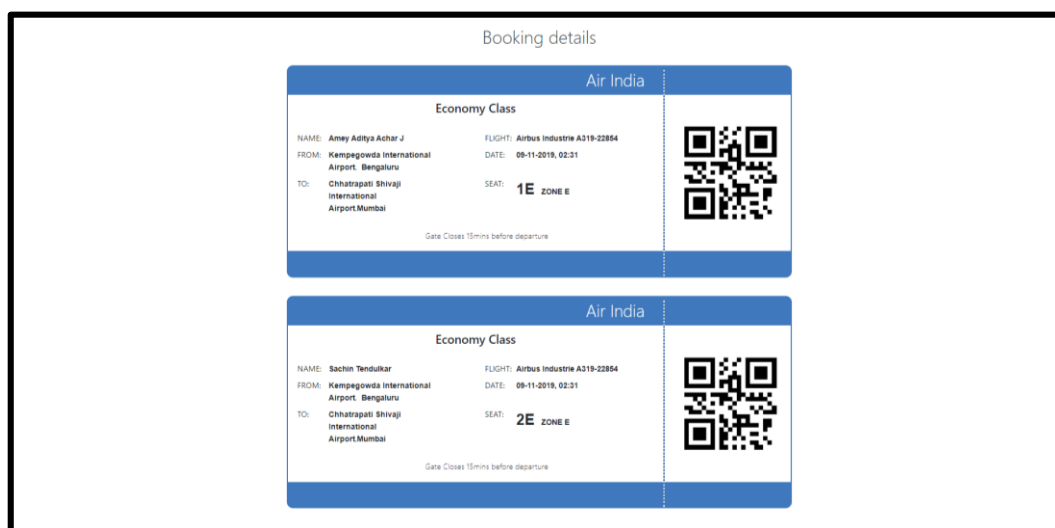 Booking details
Air India
Economy Class
NAME: Amey Aditya Achar J FLIGHT: Airbus Industrie A319-22854
FROM: Kempegowda International DATE: 09-11-2019, 02:31
Airport, Bengaluru
TO: Chhatrapati Shivaji SEAT: 1E ZONE E
International
Airport,Mumbai
Gate Closes 15mins before departure
Air India
Economy Class
NAME: Sachin Tendulkar FLIGHT: Airbus Industrie A319-22854
FROM: Kempegowda International DATE: 09-11-2019, 02:31
Airport, Bengaluru
TO: Chhatrapati Shivaji SEAT: 2E ZONE E
International
Airport,Mumbai
Gate Closes 15mins before departure